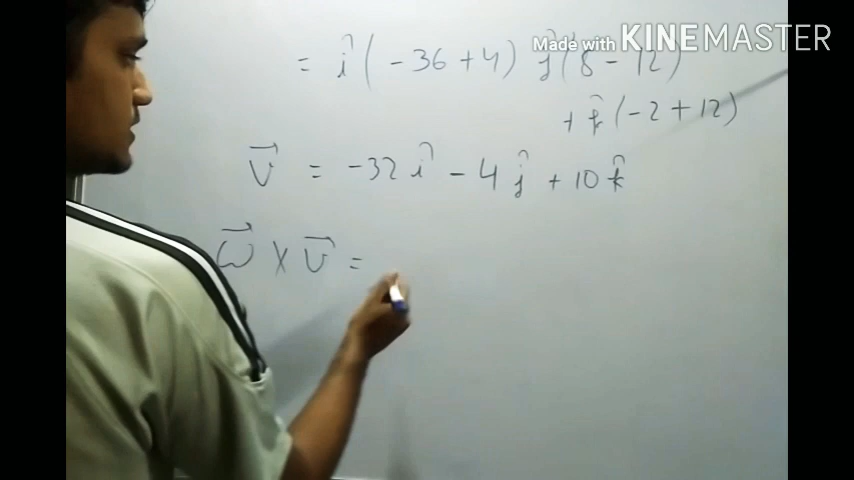 Made with KINEMASTER
= î(-36+4) ĵ(8-12)
+ k̂(-2+12)
v⃗ = -32î - 4ĵ + 10k̂
ω⃗ × v⃗ =